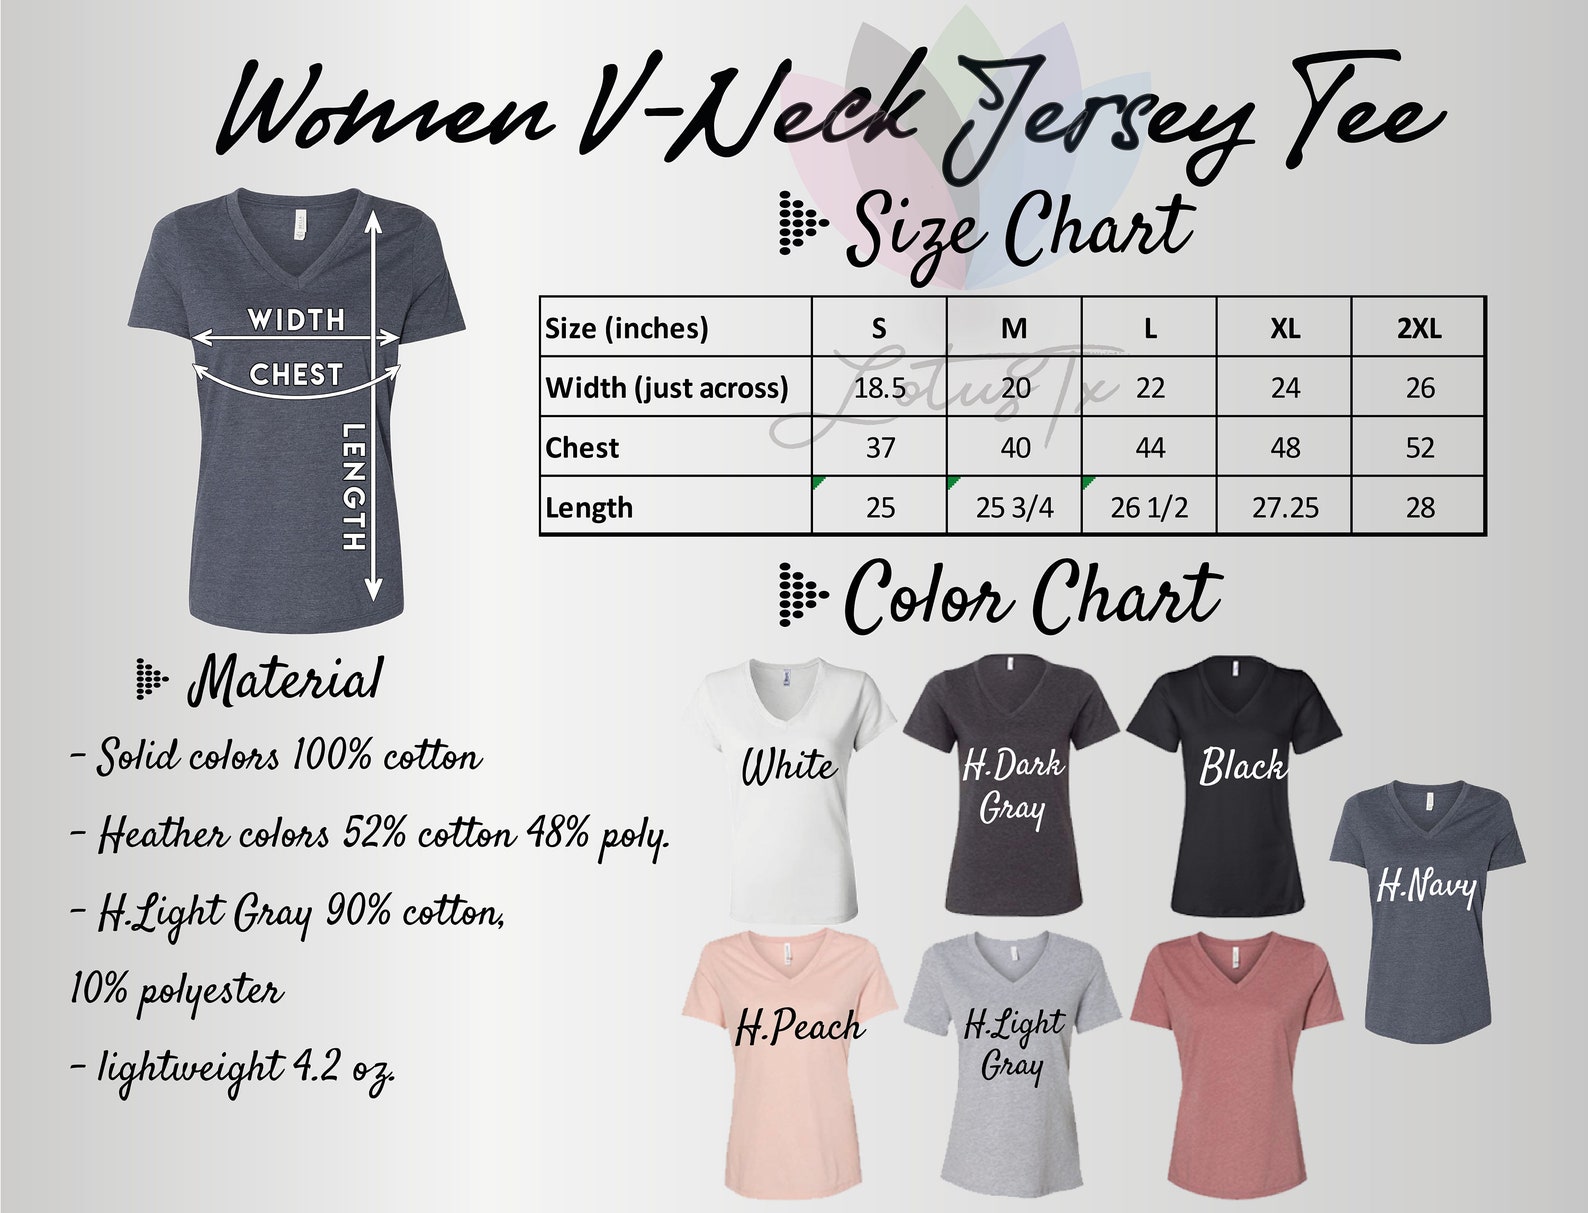 Women V-Neck Jersey Tee
Size Chart
WIDTH
CHEST
LENGTH
Size (inches) S M L XL 2XL
Width (just across) 18.5 20 22 24 26
Chest 37 40 44 48 52
Length 25 25 3/4 26 1/2 27.25 28
LotusTx
Color Chart
Material
- Solid colors 100% cotton
- Heather colors 52% cotton 48% poly.
- H.Light Gray 90% cotton,
10% polyester
- lightweight 4.2 oz.
White
H.Dark
Gray
Black
H.Navy
H.Peach
H.Light
Gray